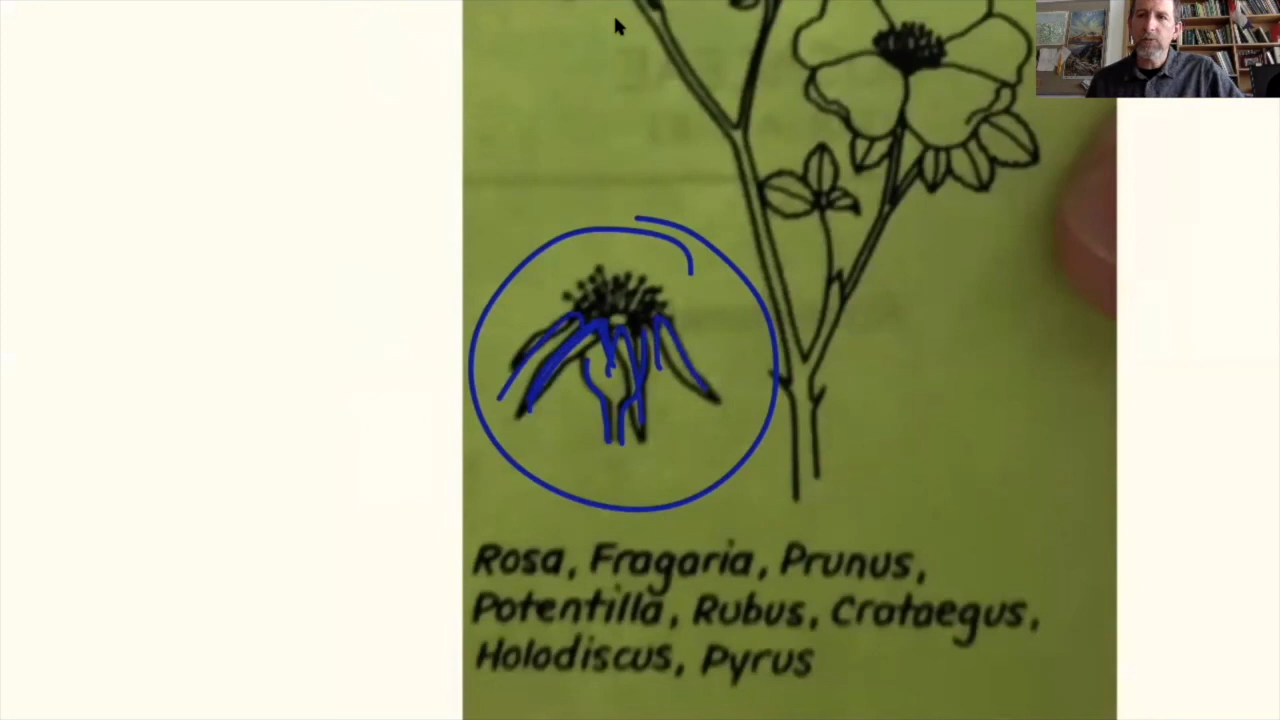 Rosa, Fragaria, Prunus,
Potentilla, Rubus, Crataegus,
Holodiscus, Pyrus